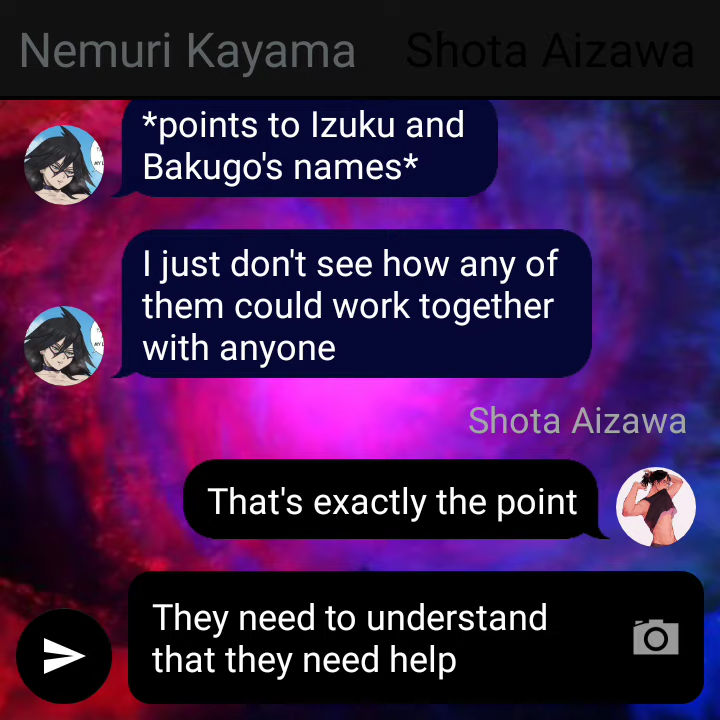 Nemuri Kayama Shota Aizawa
*points to Izuku and
Bakugo's names*
I just don't see how any of
them could work together
with anyone
Shota Aizawa
That's exactly the point
They need to understand
that they need help